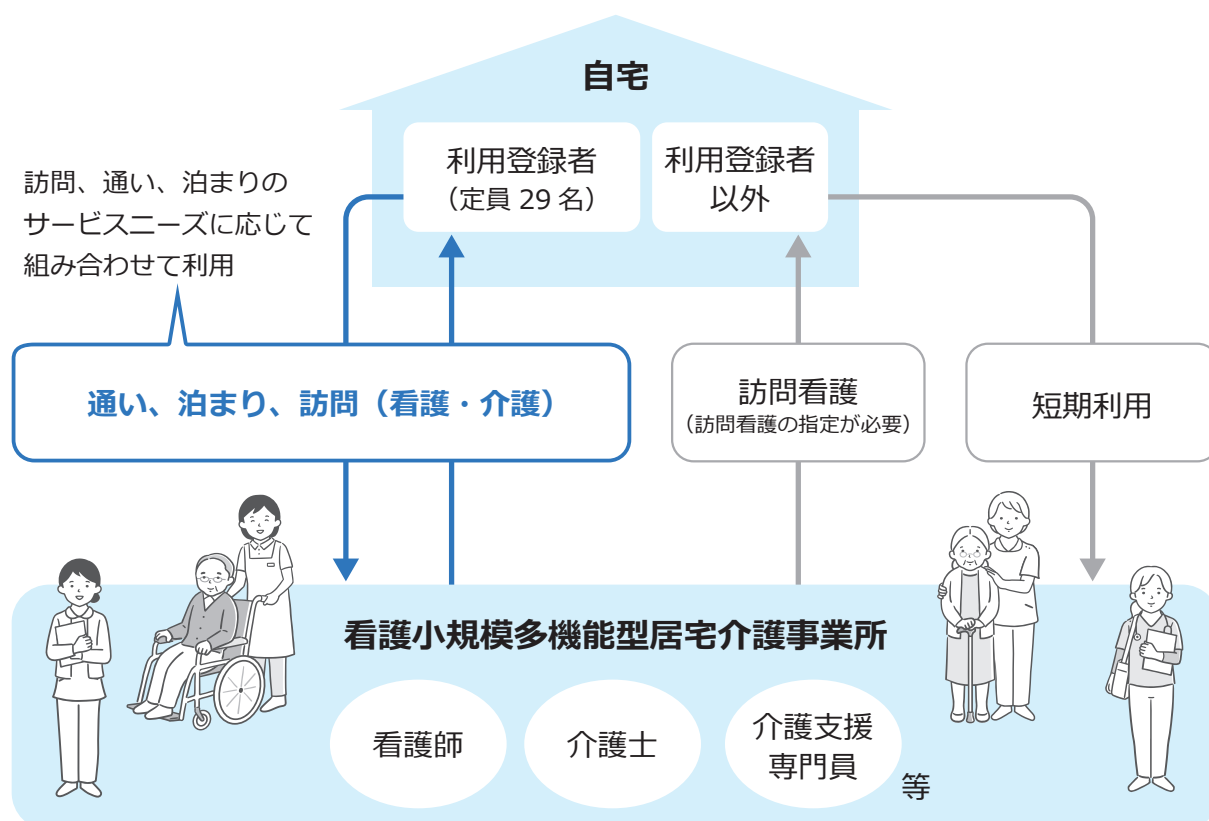 自宅
利用登録者
（定員 29 名）
利用登録者
以外
訪問、通い、泊まりの
サービスニーズに応じて
組み合わせて利用
通い、泊まり、訪問（看護・介護）
訪問看護
（訪問看護の指定が必要）
短期利用
看護小規模多機能型居宅介護事業所
看護師
介護士
介護支援
専門員
等